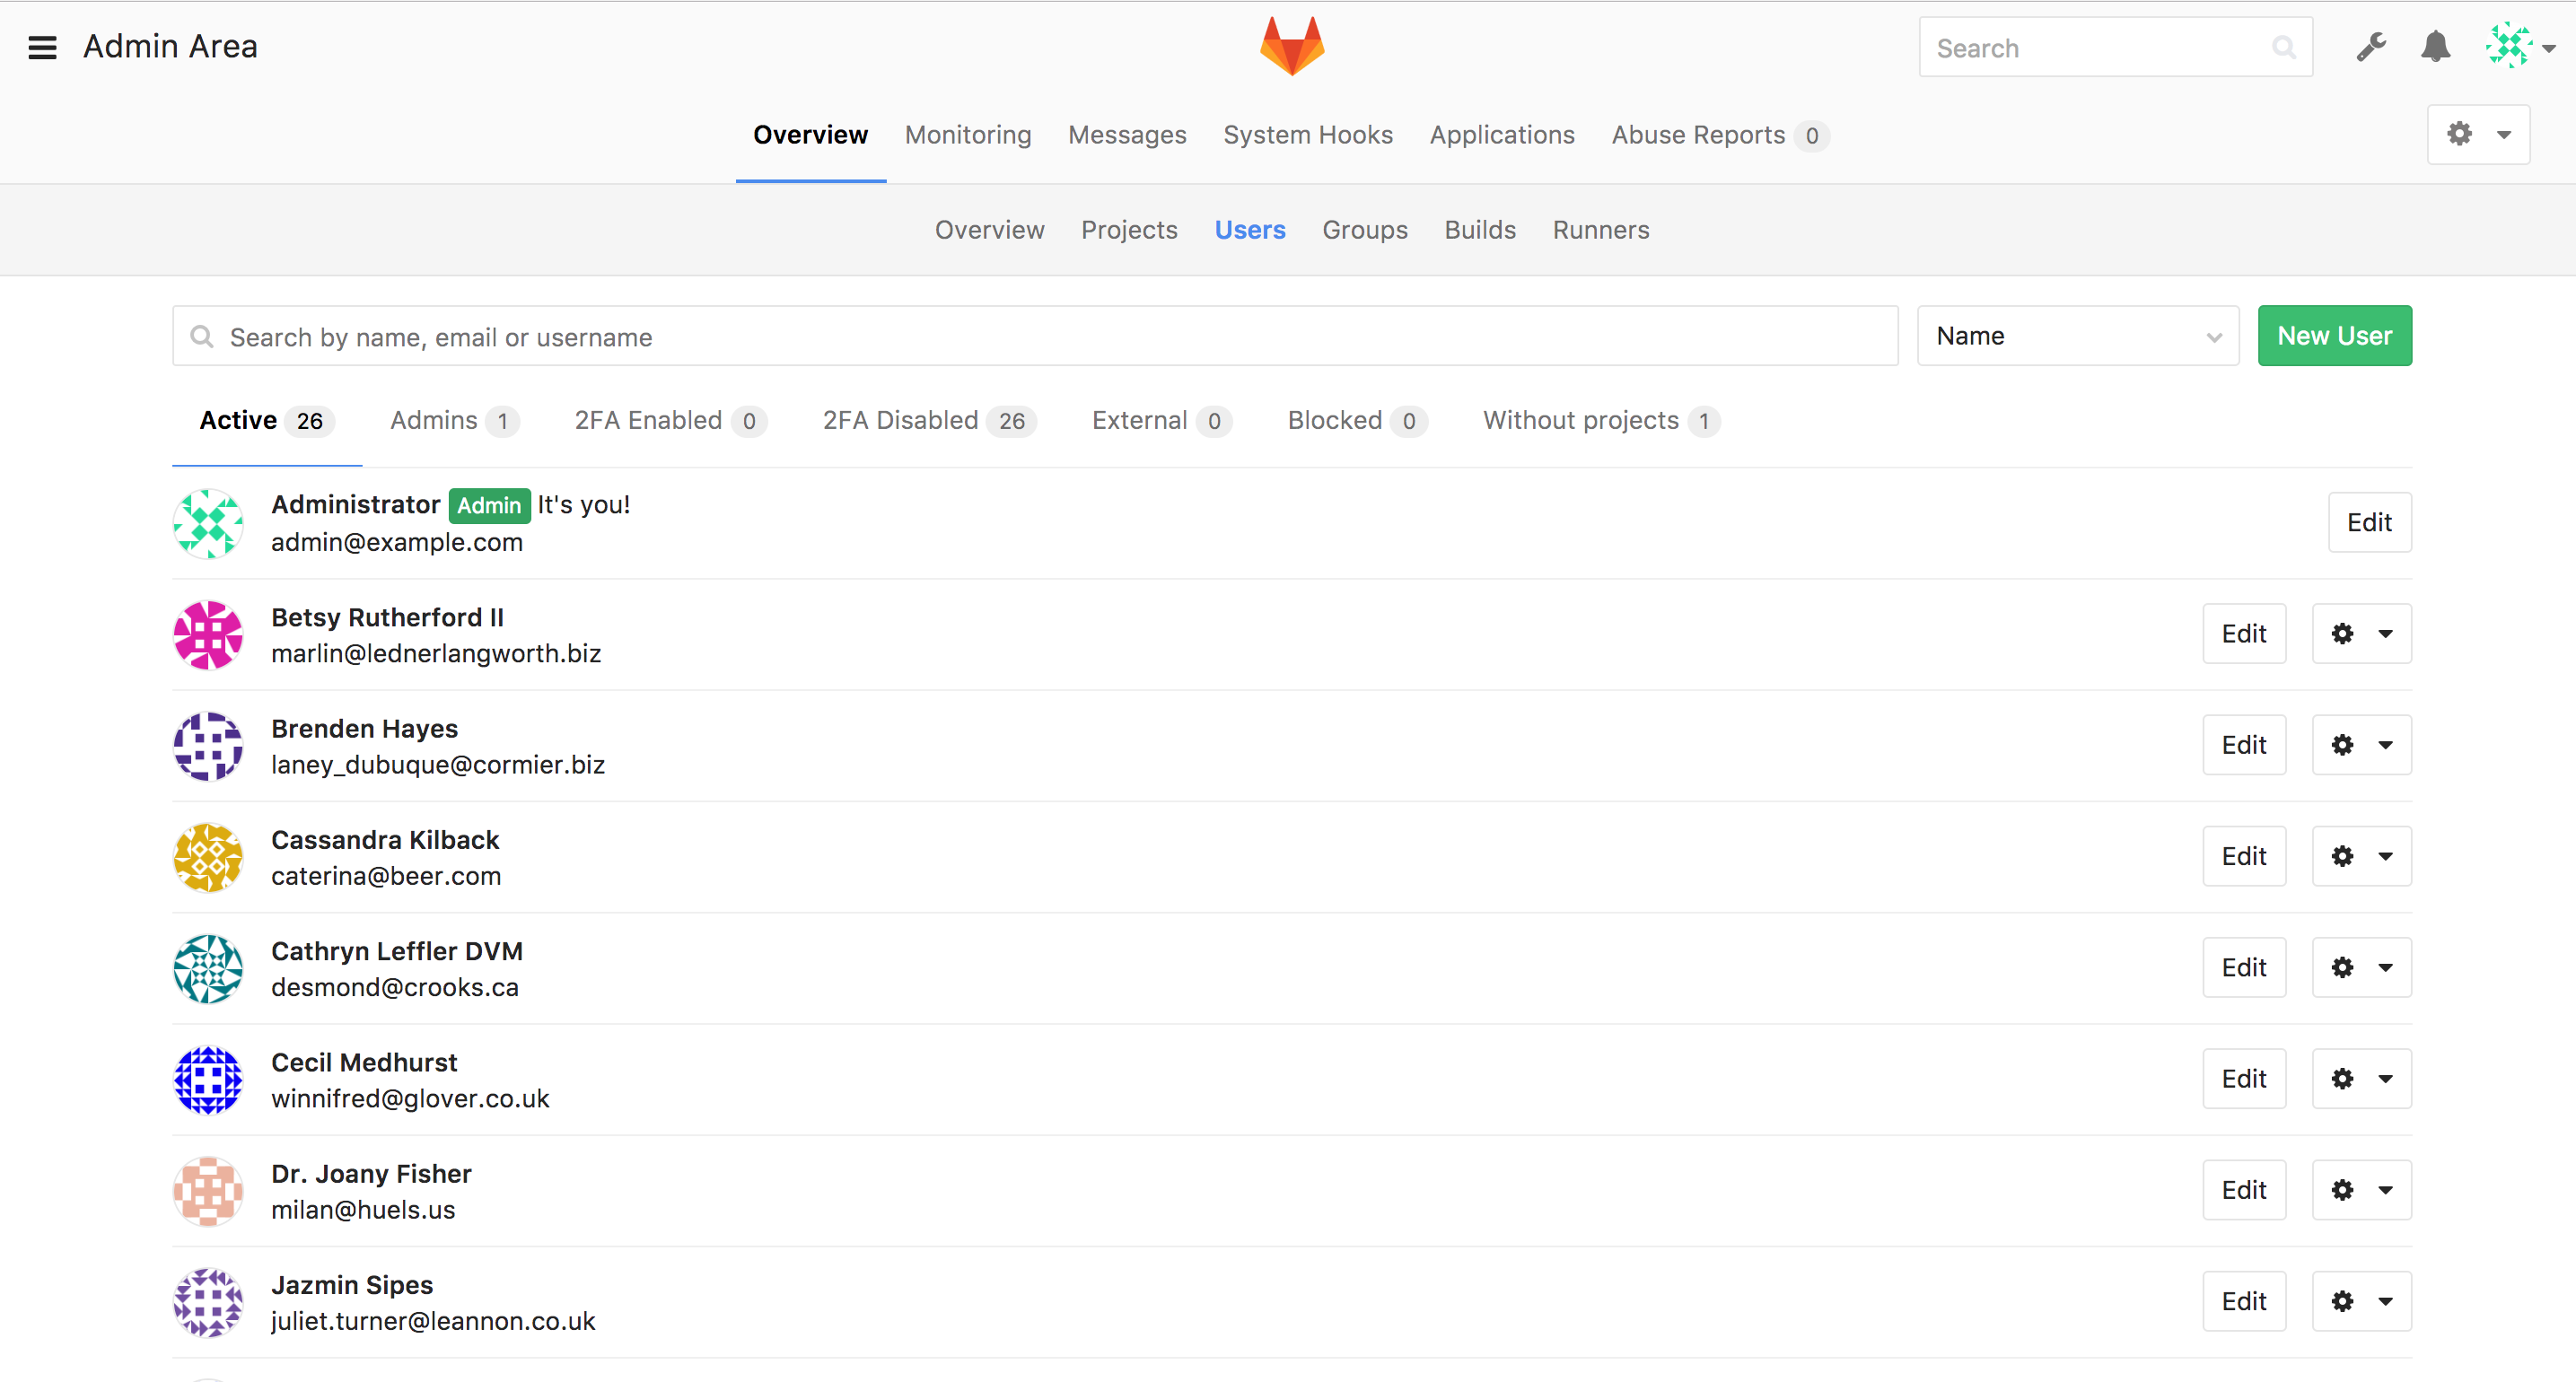 Admin Area
Search
Overview Monitoring Messages System Hooks Applications Abuse Reports 0
Overview Projects Users Groups Builds Runners
Search by name, email or username
Name
New User
Active 26 Admins 1 2FA Enabled 0 2FA Disabled 26 External 0 Blocked 0 Without projects 1
Administrator Admin It's you!
admin@example.com
Edit
Betsy Rutherford II
marlin@lednerlangworth.biz
Edit
Brenden Hayes
laney_dubuque@cormier.biz
Edit
Cassandra Kilback
caterina@beer.com
Edit
Cathryn Leffler DVM
desmond@crooks.ca
Edit
Cecil Medhurst
winnifred@glover.co.uk
Edit
Dr. Joany Fisher
milan@huels.us
Edit
Jazmin Sipes
juliet.turner@leannon.co.uk
Edit